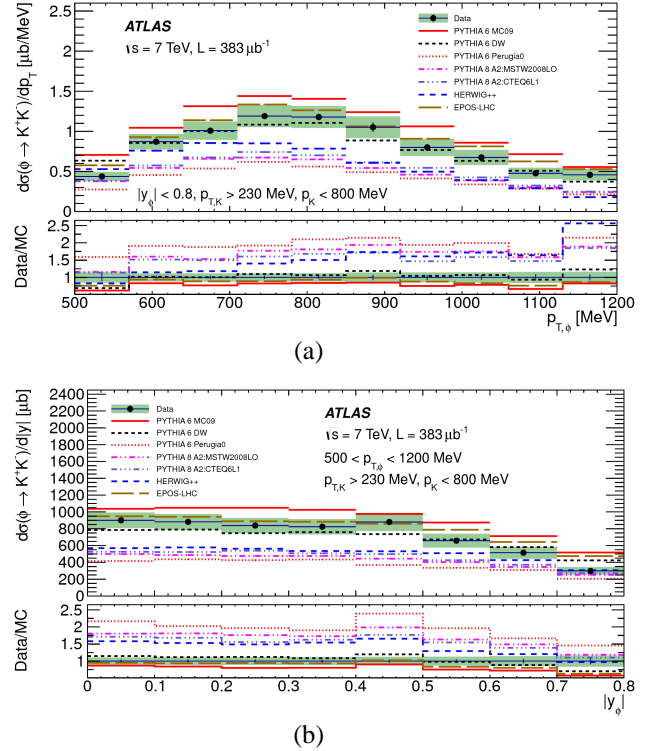 dσ(ϕ → K⁺K⁻)/dp_T [μb/MeV]
2.5
2
1.5
1
0.5
ATLAS
√s = 7 TeV, L = 383 μb⁻¹
Data
PYTHIA 6 MC09
PYTHIA 6 DW
PYTHIA 6 Perugia0
PYTHIA 8 A2:MSTW2008LO
PYTHIA 8 A2:CTEQ6L1
HERWIG++
EPOS-LHC
|y_ϕ| < 0.8, p_T,K > 230 MeV, p_K < 800 MeV
Data/MC
2.5
2
1.5
1
500 600 700 800 900 1000 1100 1200
p_T,ϕ [MeV]
(a)
dσ(ϕ → K⁺K⁻)/d|y| [μb]
2400
2200
2000
1800
1600
1400
1200
1000
800
600
400
200
0
Data
PYTHIA 6 MC09
PYTHIA 6 DW
PYTHIA 6 Perugia0
PYTHIA 8 A2:MSTW2008LO
PYTHIA 8 A2:CTEQ6L1
HERWIG++
EPOS-LHC
ATLAS
√s = 7 TeV, L = 383 μb⁻¹
500 < p_T,ϕ < 1200 MeV
p_T,K > 230 MeV, p_K < 800 MeV
Data/MC
2.5
2
1.5
1
0 0.1 0.2 0.3 0.4 0.5 0.6 0.7 0.8
|y_ϕ|
(b)